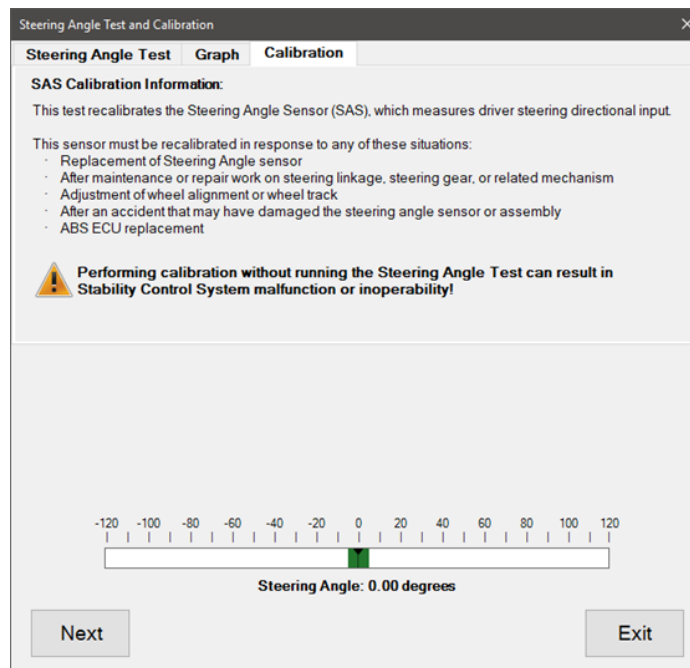 Steering Angle Test and Calibration
Steering Angle Test Graph Calibration
SAS Calibration Information:
This test recalibrates the Steering Angle Sensor (SAS), which measures driver steering directional input.
This sensor must be recalibrated in response to any of these situations:
· Replacement of Steering Angle sensor
· After maintenance or repair work on steering linkage, steering gear, or related mechanism
· Adjustment of wheel alignment or wheel track
· After an accident that may have damaged the steering angle sensor or assembly
· ABS ECU replacement
Performing calibration without running the Steering Angle Test can result in
Stability Control System malfunction or inoperability!
-120 -100 -80 -60 -40 -20 0 20 40 60 80 100 120
Steering Angle: 0.00 degrees
Next Exit